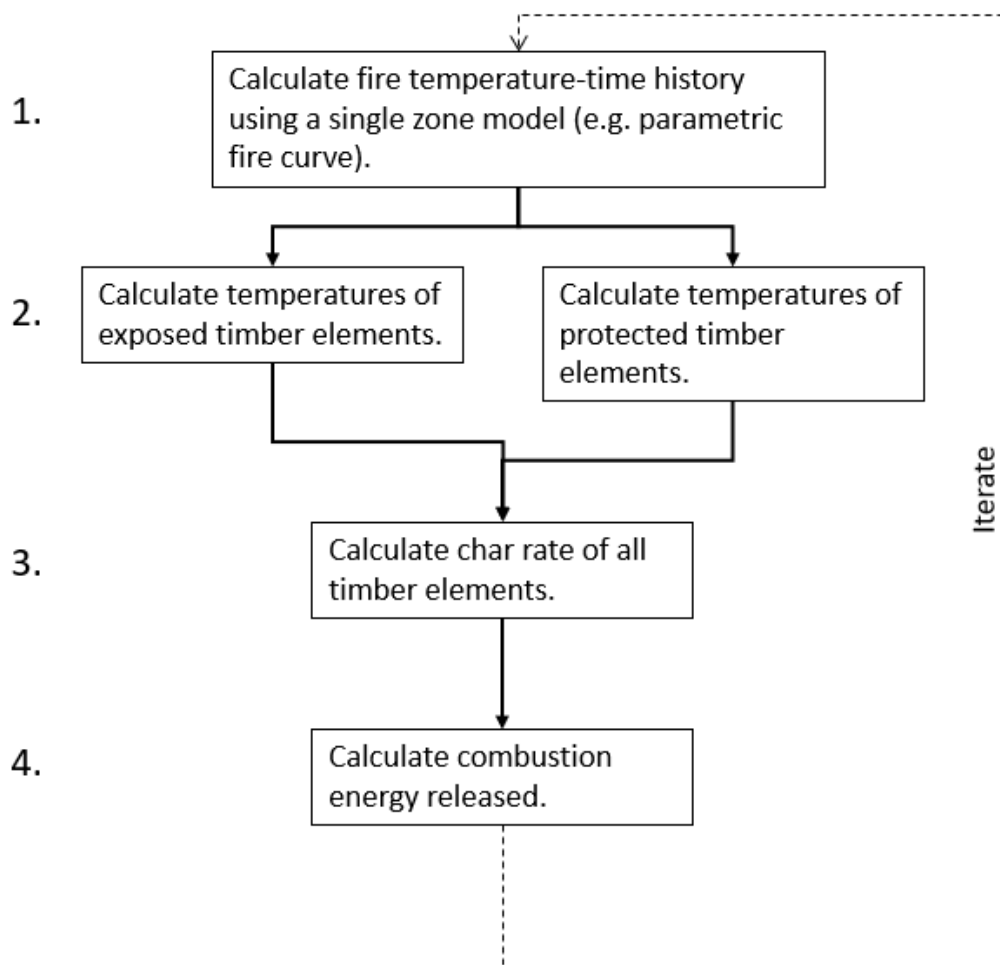 1.
Calculate fire temperature-time history
using a single zone model (e.g. parametric
fire curve).
2.
Calculate temperatures of
exposed timber elements.
Calculate temperatures of
protected timber
elements.
Iterate
3.
Calculate char rate of all
timber elements.
4.
Calculate combustion
energy released.